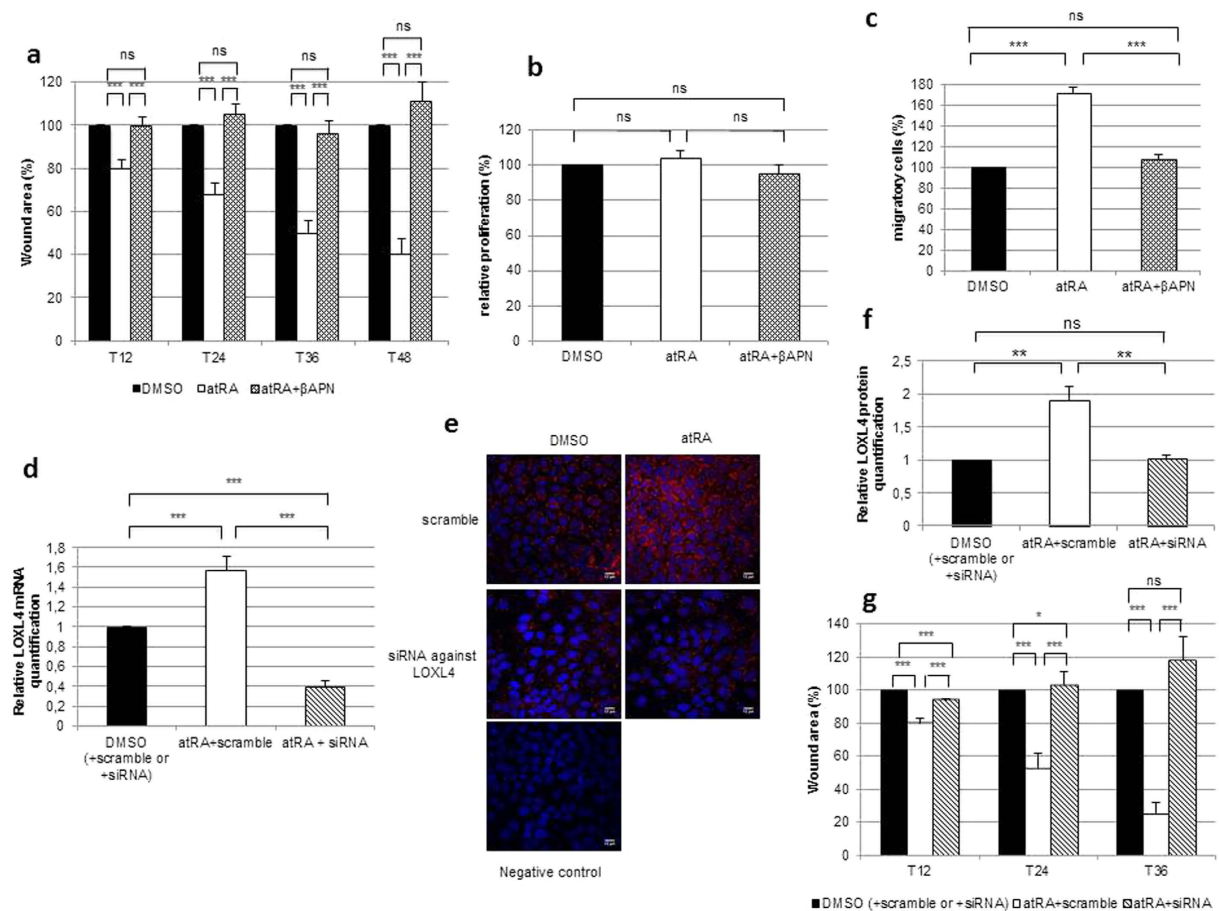 a
ns
ns
ns
ns
*** ***
*** ***
*** ***
*** ***
Wound area (%)
120
100
80
60
40
20
0
T12
T24
T36
T48
DMSO
atRA
atRA+βAPN
b
ns
ns
ns
relative proliferation (%)
120
100
80
60
40
20
0
DMSO
atRA
atRA+βAPN
c
ns
***
***
migratory cells (%)
180
160
140
120
100
80
60
40
20
0
DMSO
atRA
atRA+βAPN
d
***
***
***
Relative LOXL4 mRNA
quantification
1,8
1,6
1,4
1,2
1
0,8
0,6
0,4
0,2
0
DMSO
(+scramble or
+siRNA)
atRA+scramble
atRA + siRNA
e
DMSO
atRA
scramble
siRNA against
LOXL4
Negative control
f
ns
**
**
Relative LOXL4 protein
quantification
2,5
2
1,5
1
0,5
0
DMSO
(+scramble or
+siRNA)
atRA+scramble
atRA+siRNA
g
***
*** ***
*
*** ***
ns
*** ***
Wound area (%)
140
120
100
80
60
40
20
0
T12
T24
T36
DMSO (+scramble or +siRNA)
atRA+scramble
atRA+siRNA